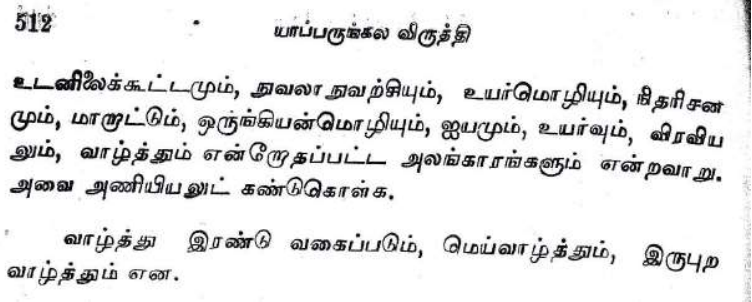 512 யாப்பருங்கல விருத்தி
உடனிலைக்கூட்டமும், நுவலாநுவற்சியும், உயர்மொழியும், நிதரிசன
மும், மாறாட்டும், ஒருங்கியன்மொழியும், ஐயமும், உயர்வும், விரவிய
லும், வாழ்த்தும் என்றோதப்பட்ட அலங்காரங்களும் என்றவாறு.
அவை அணியியலுட் கண்டுகொள்க.
வாழ்த்து இரண்டு வகைப்படும், மெய்வாழ்த்தும், இருபுற
வாழ்த்தும் என.